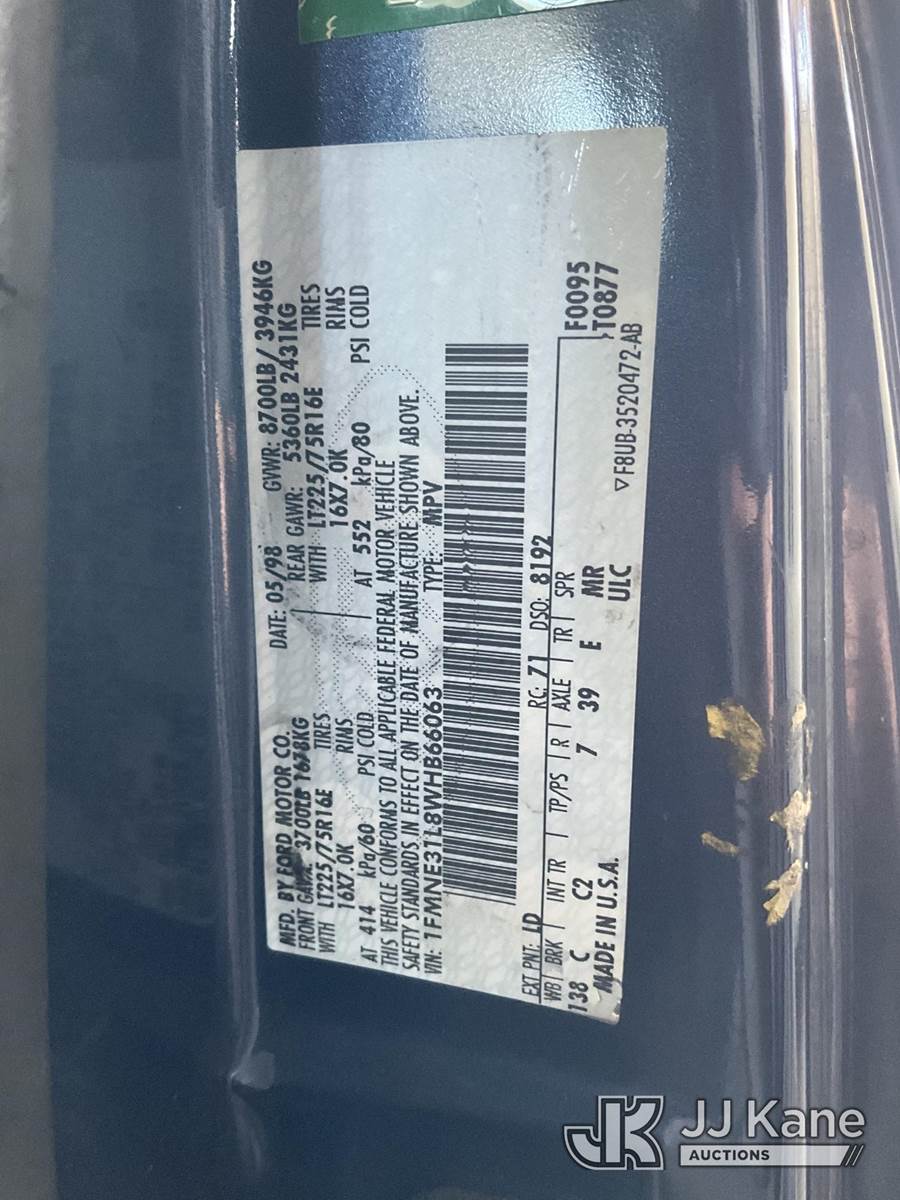 MFD. BY FORD MOTOR CO.
DATE: 05/98 GVWR: 8700LB/ 3946KG
FRONT GAWR: 3700LB 1678KG REAR GAWR: 5360LB 2431KG
WITH LT225/75R16E TIRES WITH LT225/75R16E TIRES
16X7.0K RIMS 16X7.0K RIMS
AT 414 kPa/60 PSI COLD AT 552 kPa/80 PSI COLD
THIS VEHICLE CONFORMS TO ALL APPLICABLE FEDERAL MOTOR VEHICLE
SAFETY STANDARDS IN EFFECT ON THE DATE OF MANUFACTURE SHOWN ABOVE.
VIN: 1FMNE31L8WHB66063 TYPE: MPV
EXT PNT: LD RC: 71 DSO: 8192
WB BRK INT TR TP/PS R AXLE TR SPR F0095
138 C C2 7 39 E MR T0877
MADE IN U.S.A. ULC
F8UB-3520472-AB
JK JJ Kane
AUCTIONS